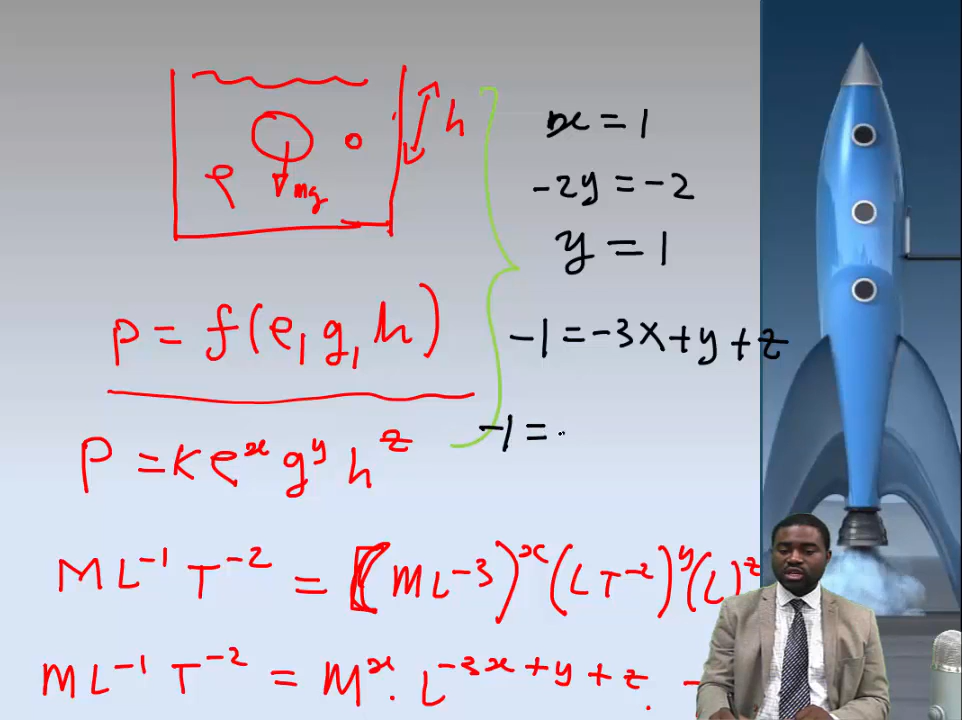 h
ρ
mg
x = 1
-2y = -2
y = 1
P = f(ρ, g, h)
-1 = -3x + y + z
P = Kρ^x g^y h^z
-1 =
ML^-1 T^-2 = (ML^-3)^x (LT^-2)^y (L)^z
ML^-1 T^-2 = M^x . L^-3x + y + z .